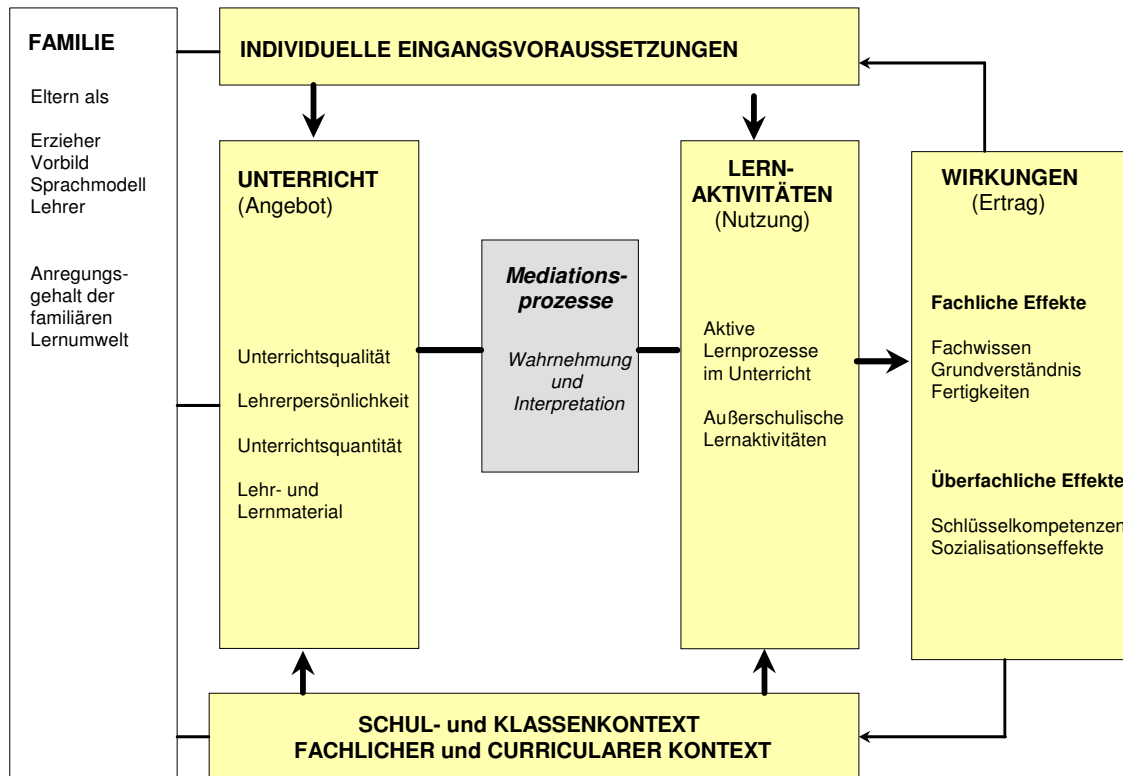 FAMILIE
Eltern als
Erzieher
Vorbild
Sprachmodell
Lehrer
Anregungs-
gehalt der
familiären
Lernumwelt
INDIVIDUELLE EINGANGSVORAUSSETZUNGEN
UNTERRICHT
(Angebot)
Unterrichtsqualität
Lehrerpersönlichkeit
Unterrichtsquantität
Lehr- und
Lernmaterial
Mediations-
prozesse
Wahrnehmung
und
Interpretation
LERN-
AKTIVITÄTEN
(Nutzung)
Aktive
Lernprozesse
im Unterricht
Außerschulische
Lernaktivitäten
WIRKUNGEN
(Ertrag)
Fachliche Effekte
Fachwissen
Grundverständnis
Fertigkeiten
Überfachliche Effekte
Schlüsselkompetenzen
Sozialisationseffekte
SCHUL- und KLASSENKONTEXT
FACHLICHER und CURRICULARER KONTEXT